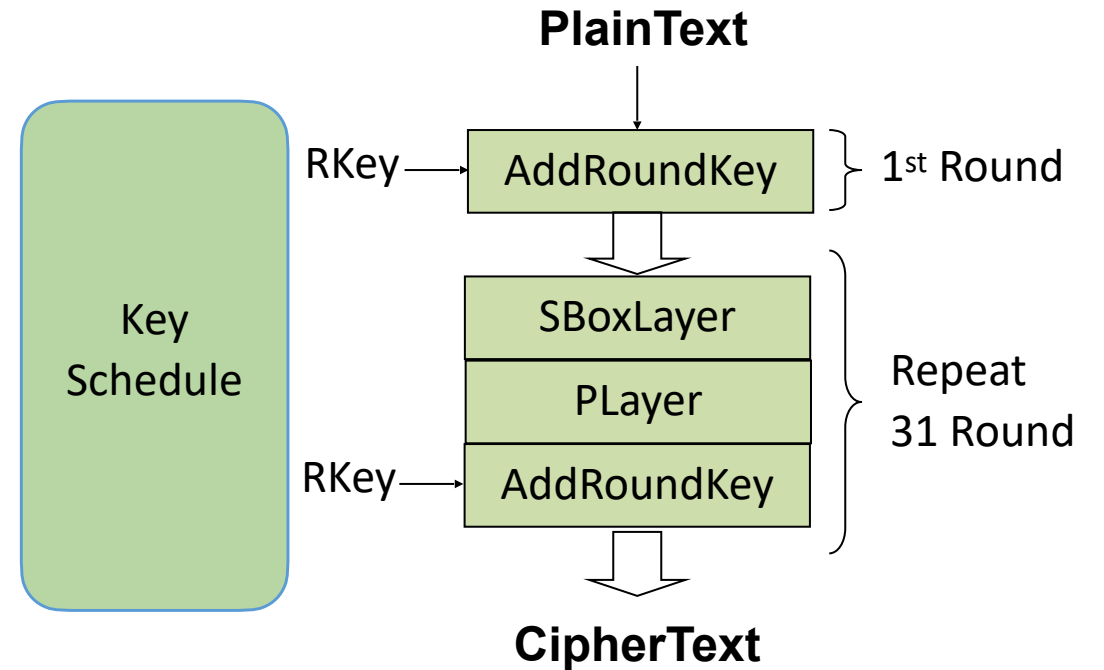 PlainText
RKey
AddRoundKey
1st Round
Key
Schedule
SBoxLayer
PLayer
RKey
AddRoundKey
Repeat
31 Round
CipherText